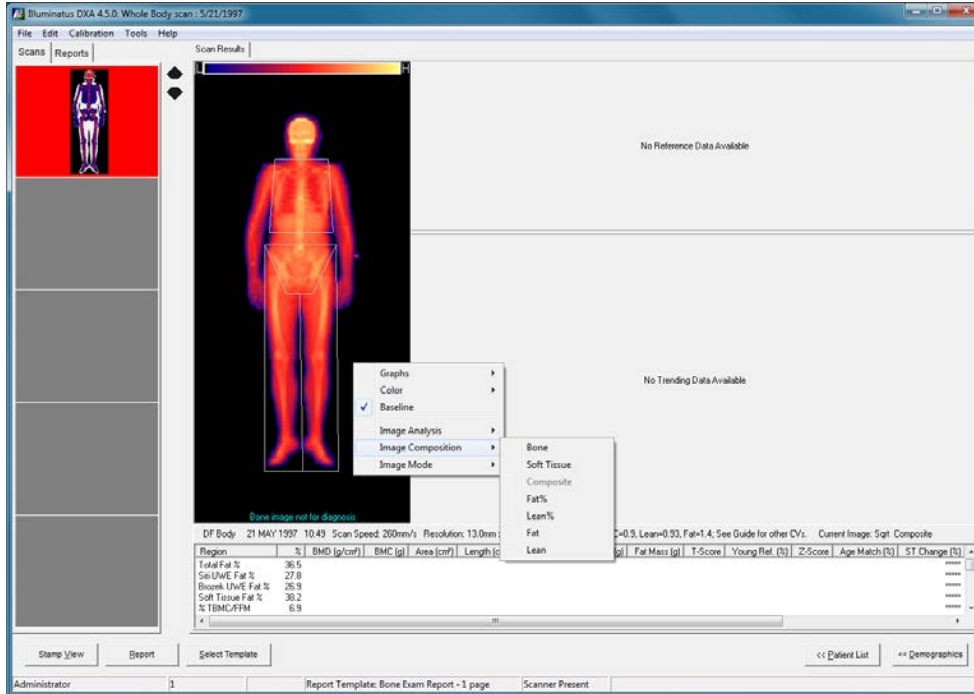 Illuminatus DXA 4.5.0: Whole Body scan : 5/21/1997
File Edit Calibration Tools Help
Scans Reports
Scan Results
L H
No Reference Data Available
Graphs
Color
Baseline
Image Analysis
Image Composition
Image Mode
Bone
Soft Tissue
Composite
Fat%
Lean%
Fat
Lean
No Trending Data Available
Bone image not for diagnosis
DF Body 21 MAY 1997 10:49 Scan Speed: 260mm/s Resolution: 13.0mm =0.9, Lean=0.93, Fat=1.4; See Guide for other CVs. Current Image: Sqrt Composite
Region % BMD (g/cm²) BMC (g) Area (cm²) Length (c (g) Fat Mass (g) T-Score Young Ref. (%) Z-Score Age Match (%) ST Change (%)
Total Fat % 36.5 *****
Siri UWE Fat % 27.8 *****
Brozek UWE Fat % 26.9 *****
Soft Tissue Fat % 38.2 *****
% TBMC/FFM 6.9 *****
Stamp View Report Select Template << Patient List << Demographics
Administrator 1 Report Template: Bone Exam Report - 1 page Scanner Present